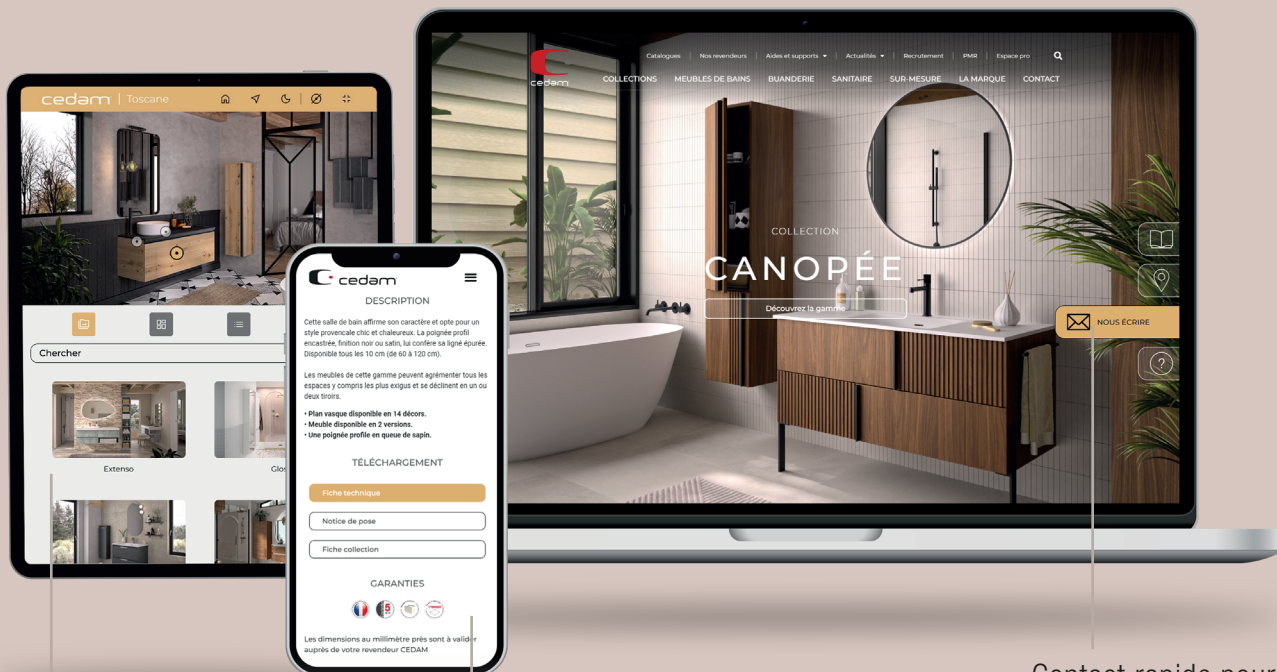 cedam | Toscane
Chercher
Extenso
cedam
DESCRIPTION
Cette salle de bain affirme son caractère et opte pour un
style provencale chic et chaleureux. La poignée profil
encastrée, finition noir ou satin, lui confère sa ligné épurée.
Disponible tous les 10 cm (de 60 à 120 cm).
Les meubles de cette gamme peuvent agrémenter tous les
espaces y compris les plus exigus et se déclinent en un ou
deux tiroirs.
• Plan vasque disponible en 14 décors.
• Meuble disponible en 2 versions.
• Une poignée profile en queue de sapin.
TÉLÉCHARGEMENT
Fiche technique
Notice de pose
Fiche collection
GARANTIES
Les dimensions au millimètre près sont à valider
auprès de votre revendeur CEDAM
cedam
Catalogues | Nos revendeurs | Aides et supports | Actualités | Recrutement | PMR | Espace pro
COLLECTIONS MEUBLES DE BAINS BUANDERIE SANITAIRE SUR-MESURE LA MARQUE CONTACT
COLLECTION
CANOPÉE
Découvrez la gamme
NOUS ÉCRIRE
Contact rapide pour